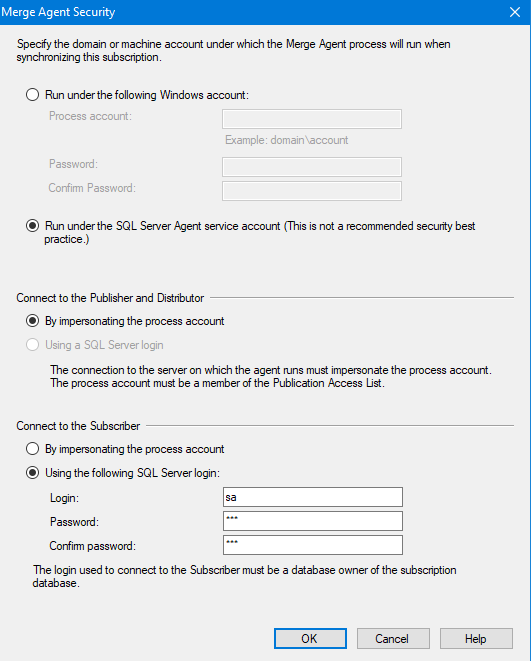 Merge Agent Security
Specify the domain or machine account under which the Merge Agent process will run when
synchronizing this subscription.
Run under the following Windows account:
Process account:
Example: domain\account
Password:
Confirm Password:
Run under the SQL Server Agent service account (This is not a recommended security best
practice.)
Connect to the Publisher and Distributor
By impersonating the process account
Using a SQL Server login
The connection to the server on which the agent runs must impersonate the process account.
The process account must be a member of the Publication Access List.
Connect to the Subscriber
By impersonating the process account
Using the following SQL Server login:
Login: sa
Password: ***
Confirm password: ***
The login used to connect to the Subscriber must be a database owner of the subscription
database.
OK Cancel Help